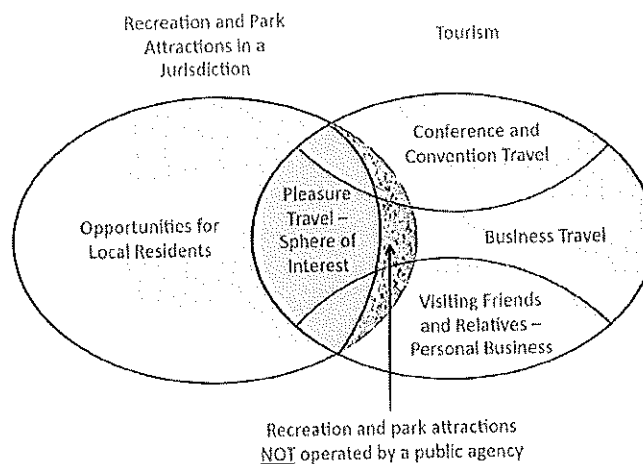 Recreation and Park
Attractions in a
Jurisdiction
Tourism
Conference and
Convention Travel
Pleasure
Travel –
Sphere of
Interest
Opportunities for
Local Residents
Business Travel
Visiting Friends
and Relatives –
Personal Business
Recreation and park attractions
NOT operated by a public agency